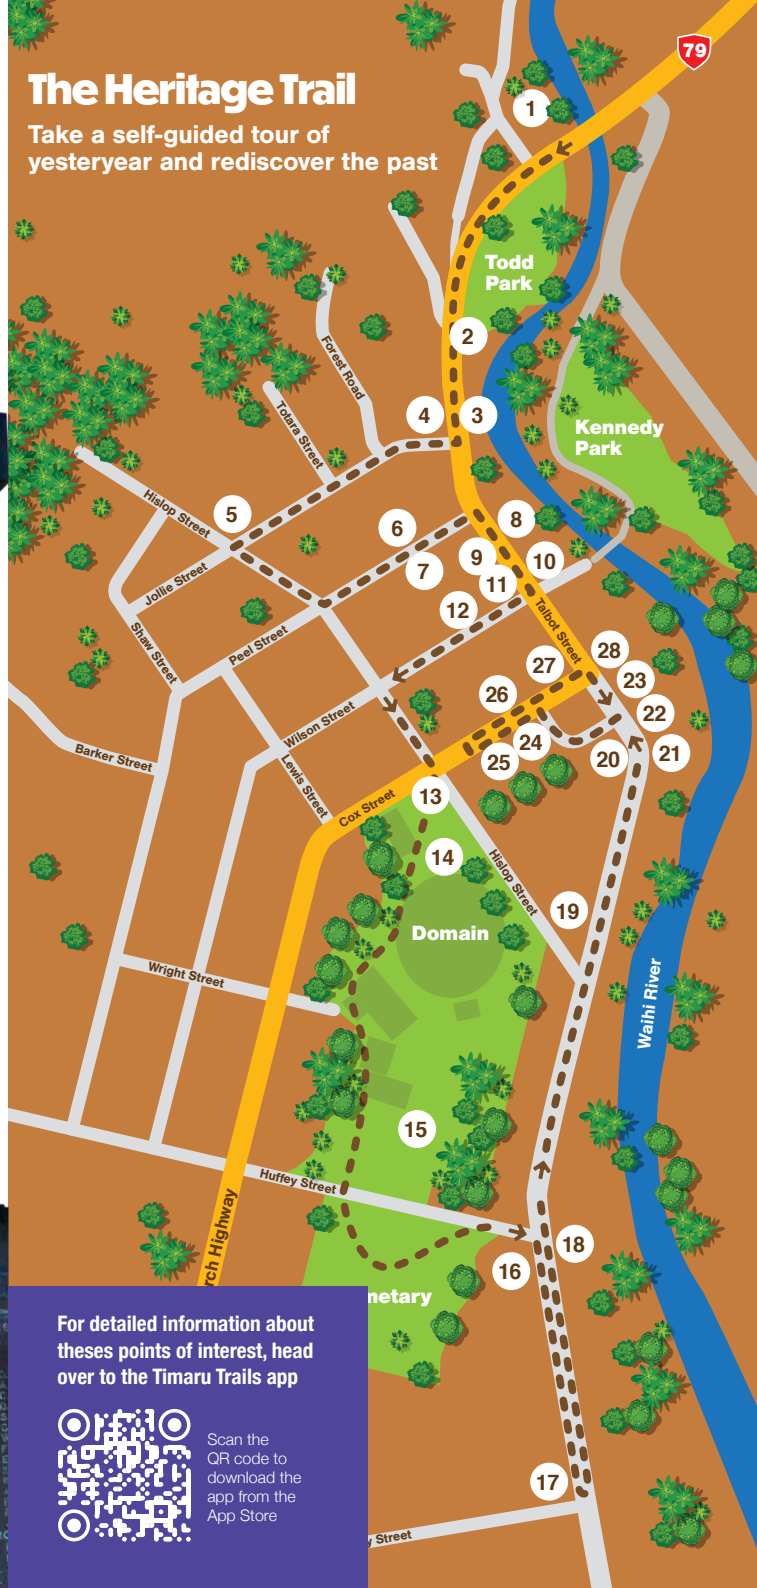 79
The Heritage Trail
Take a self-guided tour of
yesteryear and rediscover the past
1
Todd
Park
2
Forest Road
4
3
Kennedy
Park
Totara Street
Hislop Street
5
6
8
7
9
10
11
Jollie Street
12
Talbot Street
Shaw Street
Peel Street
28
27
23
26
22
Wilson Street
24
21
20
25
Barker Street
Lewis Street
13
Cox Street
14
Hislop Street
19
Domain
Wright Street
Waihi River
15
Huffey Street
rch Highway
18
16
metary
For detailed information about
theses points of interest, head
over to the Timaru Trails app
Scan the
QR code to
download the
app from the
App Store
17
y Street